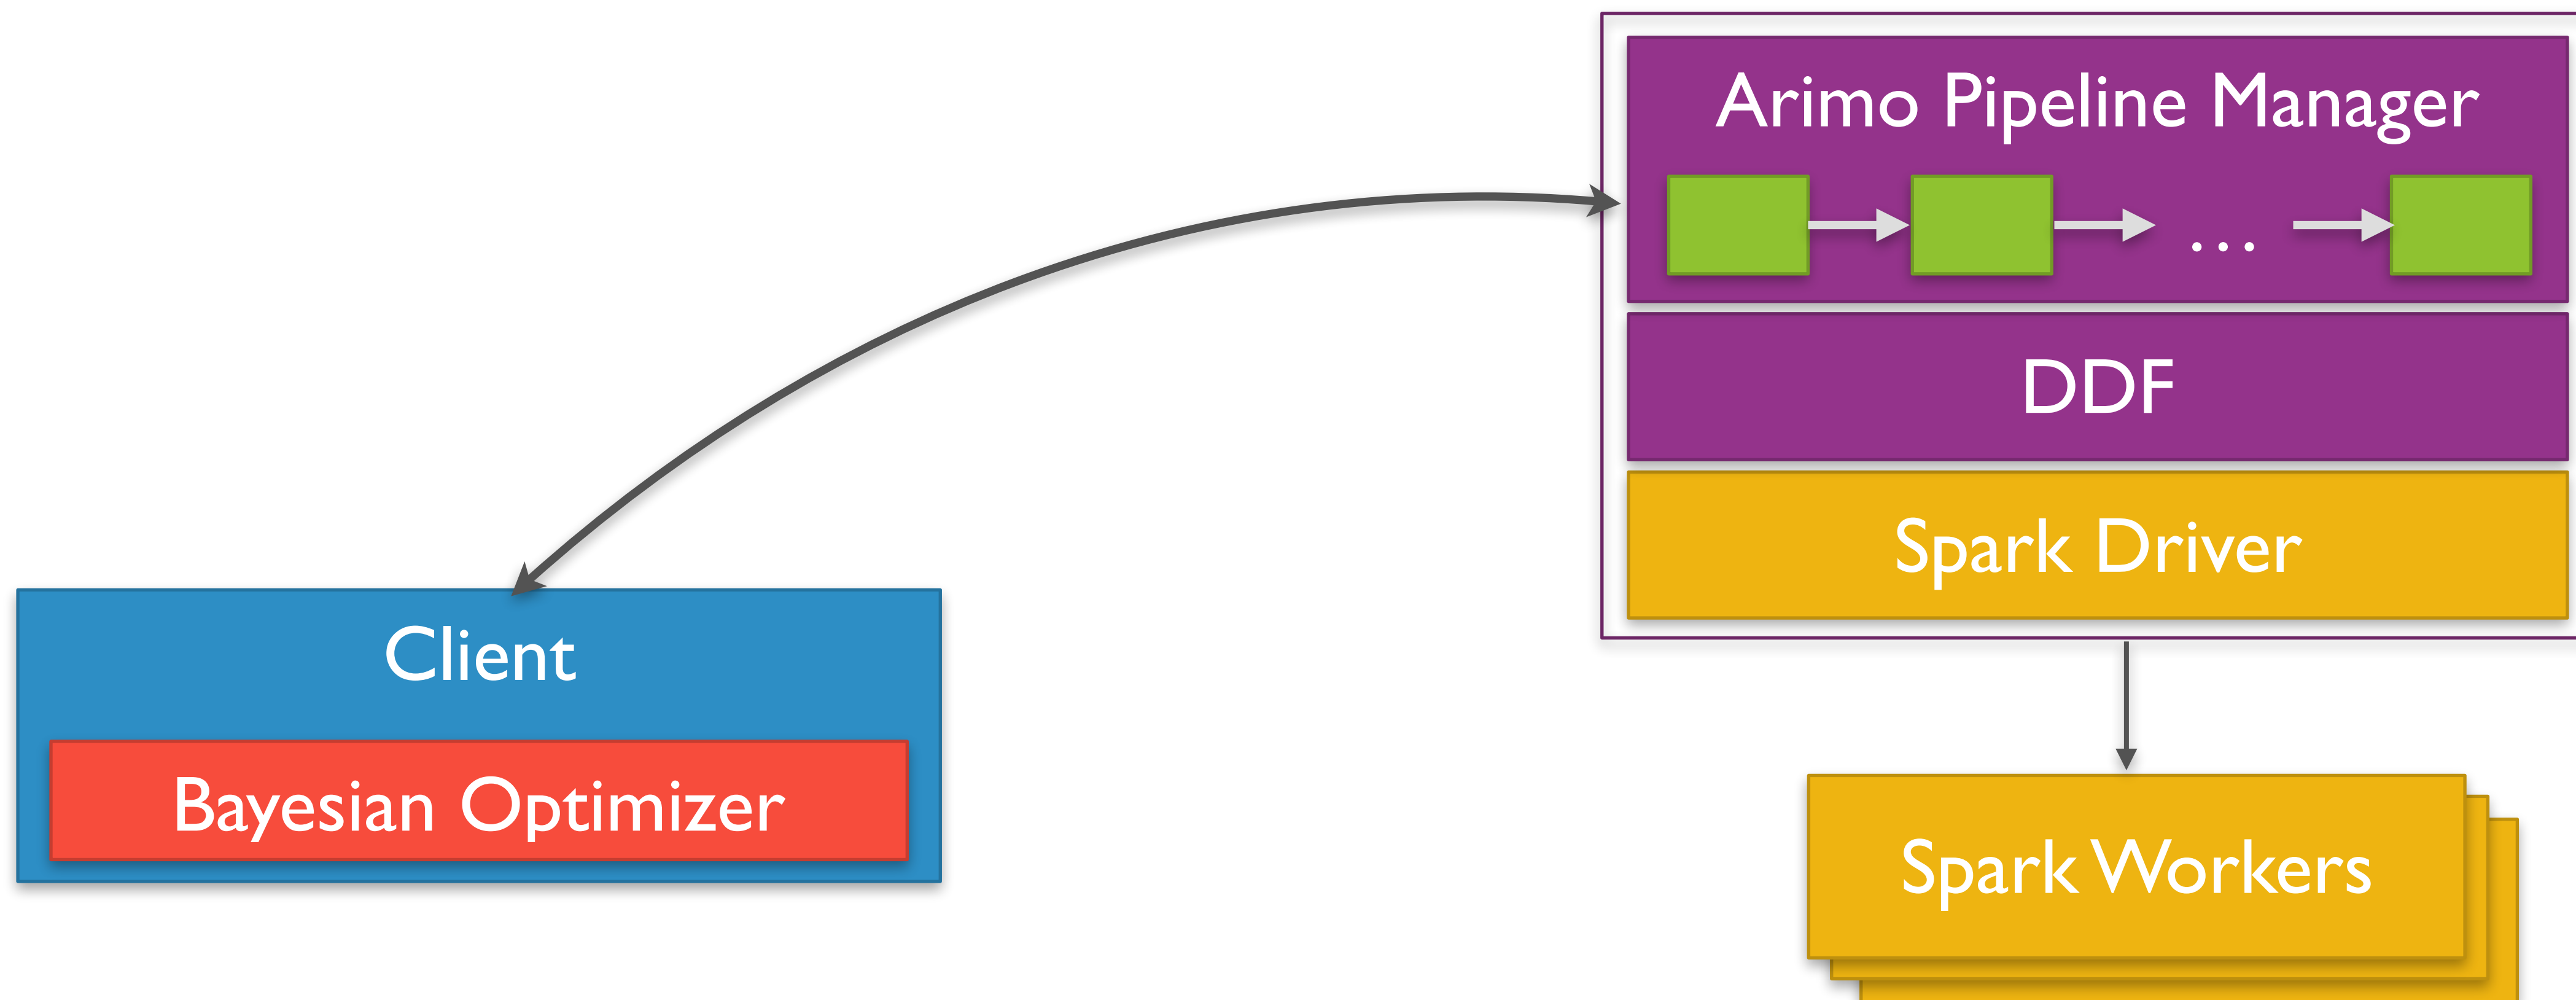 Arimo Pipeline Manager
...
DDF
Spark Driver
Client
Bayesian Optimizer
Spark Workers